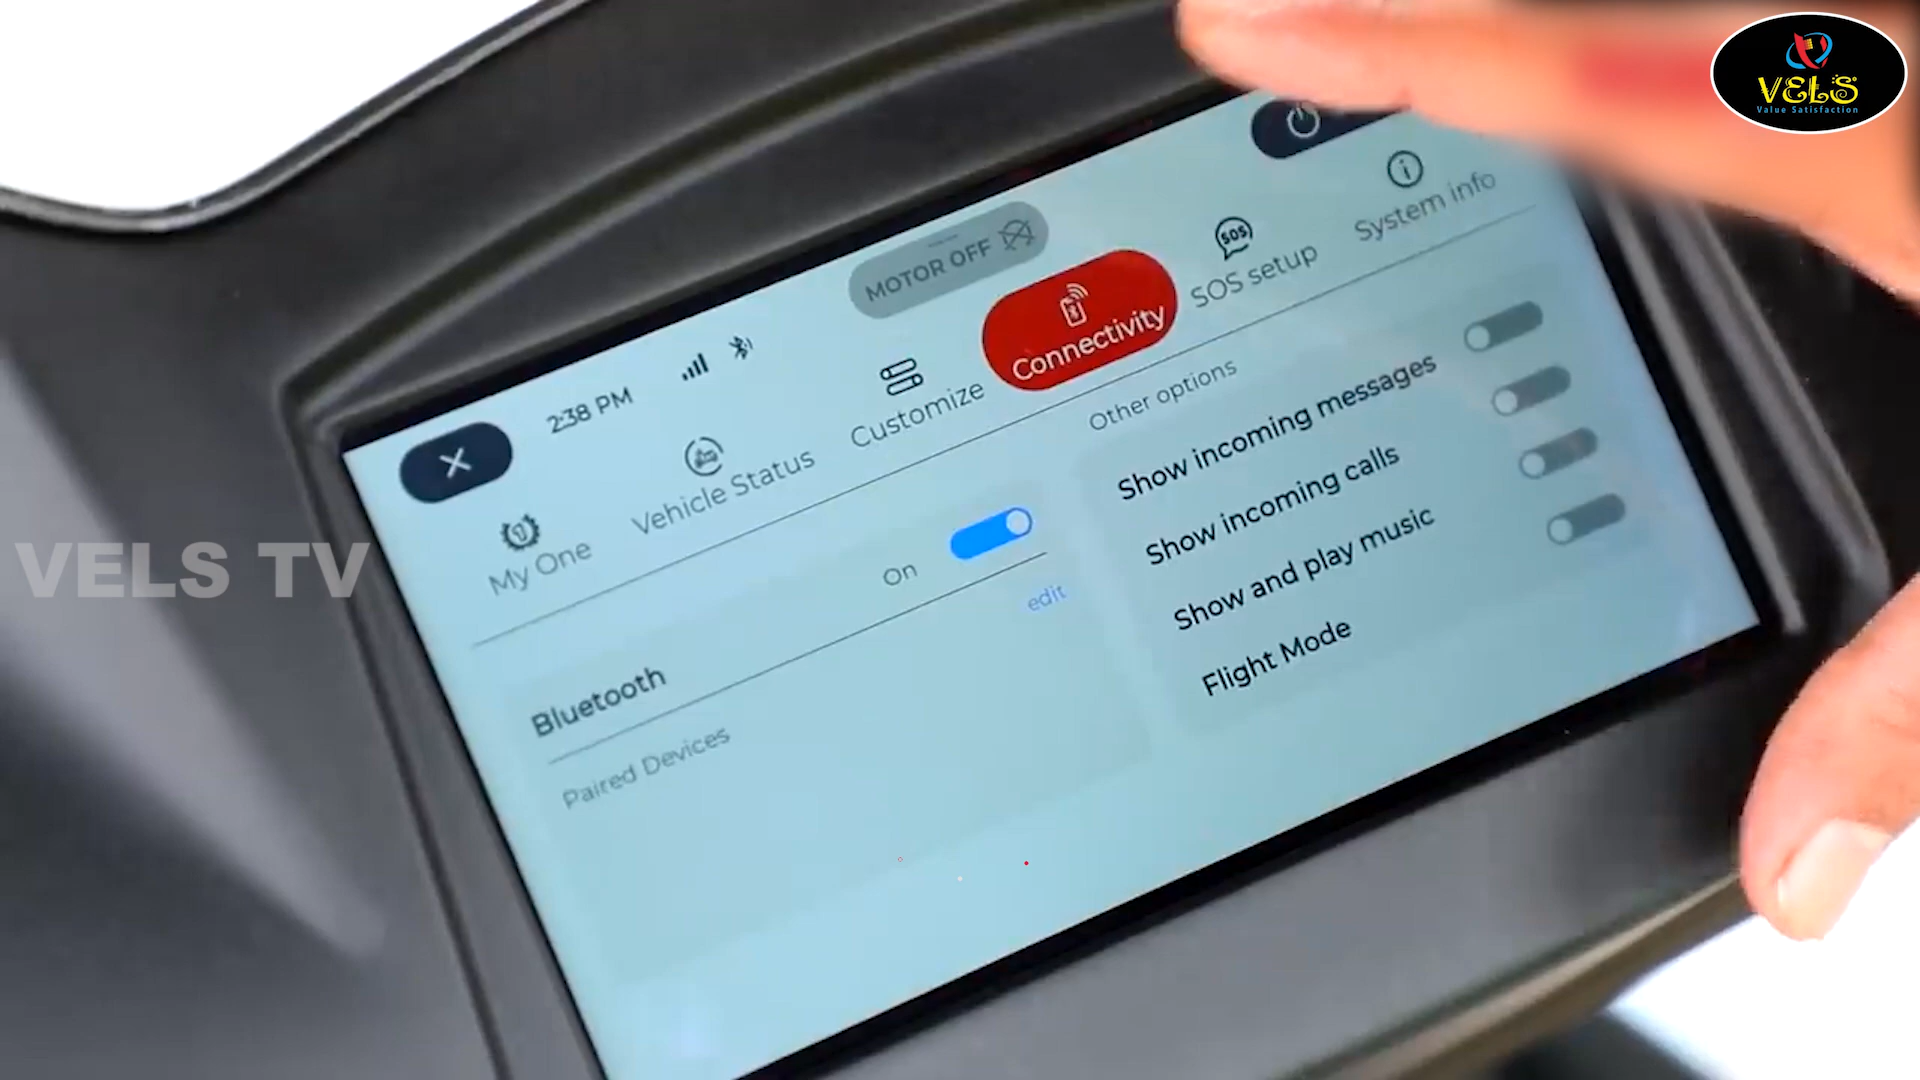 VELS
Value Satisfaction
MOTOR OFF
2:38 PM
My One
Vehicle Status
Customize
Connectivity
SOS
SOS setup
System info
Bluetooth
On
edit
Paired Devices
Other options
Show incoming messages
Show incoming calls
Show and play music
Flight Mode
VELS TV